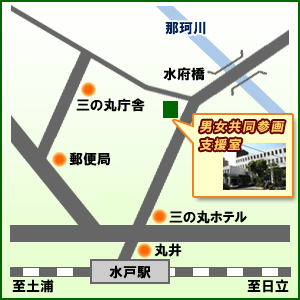 那珂川
水府橋
三の丸庁舎
男女共同参画
支援室
郵便局
三の丸ホテル
丸井
水戸駅
至土浦
至日立